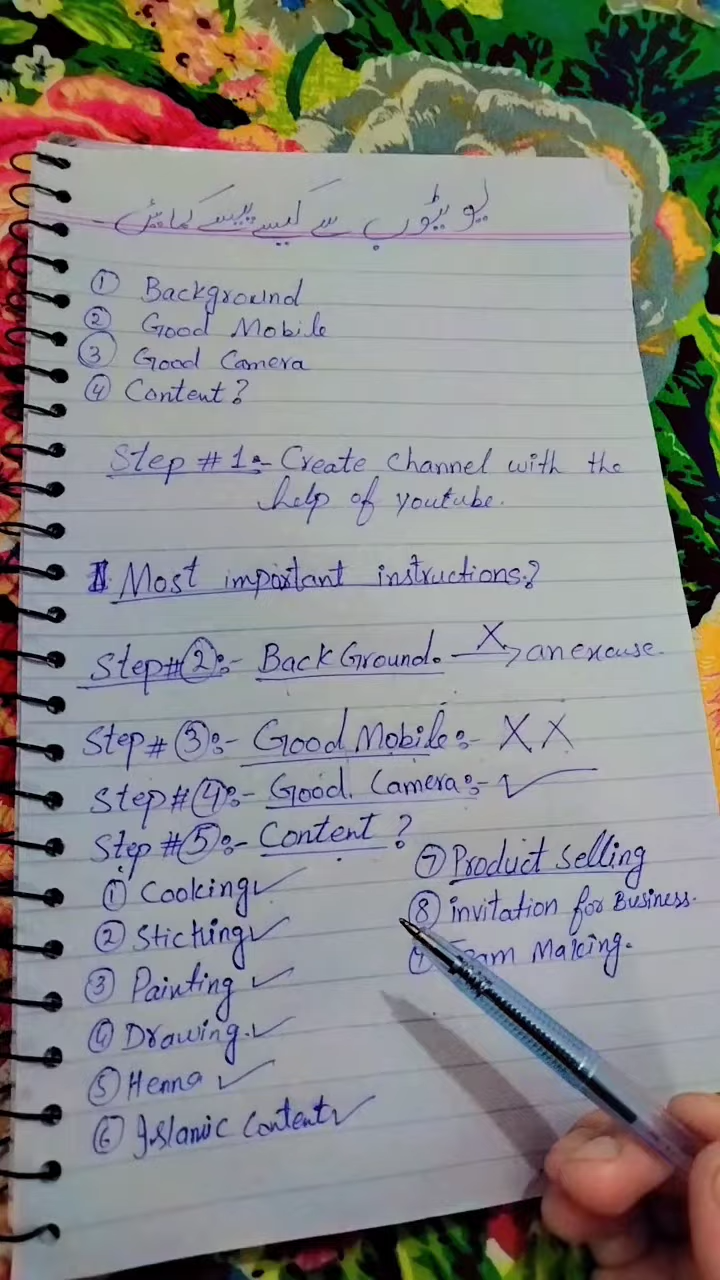 یوٹیوب سے کیسے پیسے کمائیں -
① Background
② Good Mobile
③ Good Camera
④ Content?
Step # 1:- Create channel with the
help of youtube.
Most important instructions:?
Step#②:- BackGround. X an excuse.
Step # ③:- Good Mobile:- X X
Step #④:- Good. Camera:- ✓
Step #⑤:- Content ?
① Cooking ✓
② Stiching ✓
③ Painting ✓
④ Drawing. ✓
⑤ Henna ✓
⑥ Islamic Content ✓
⑦ Product Selling
⑧ invitation for Business.
Making.